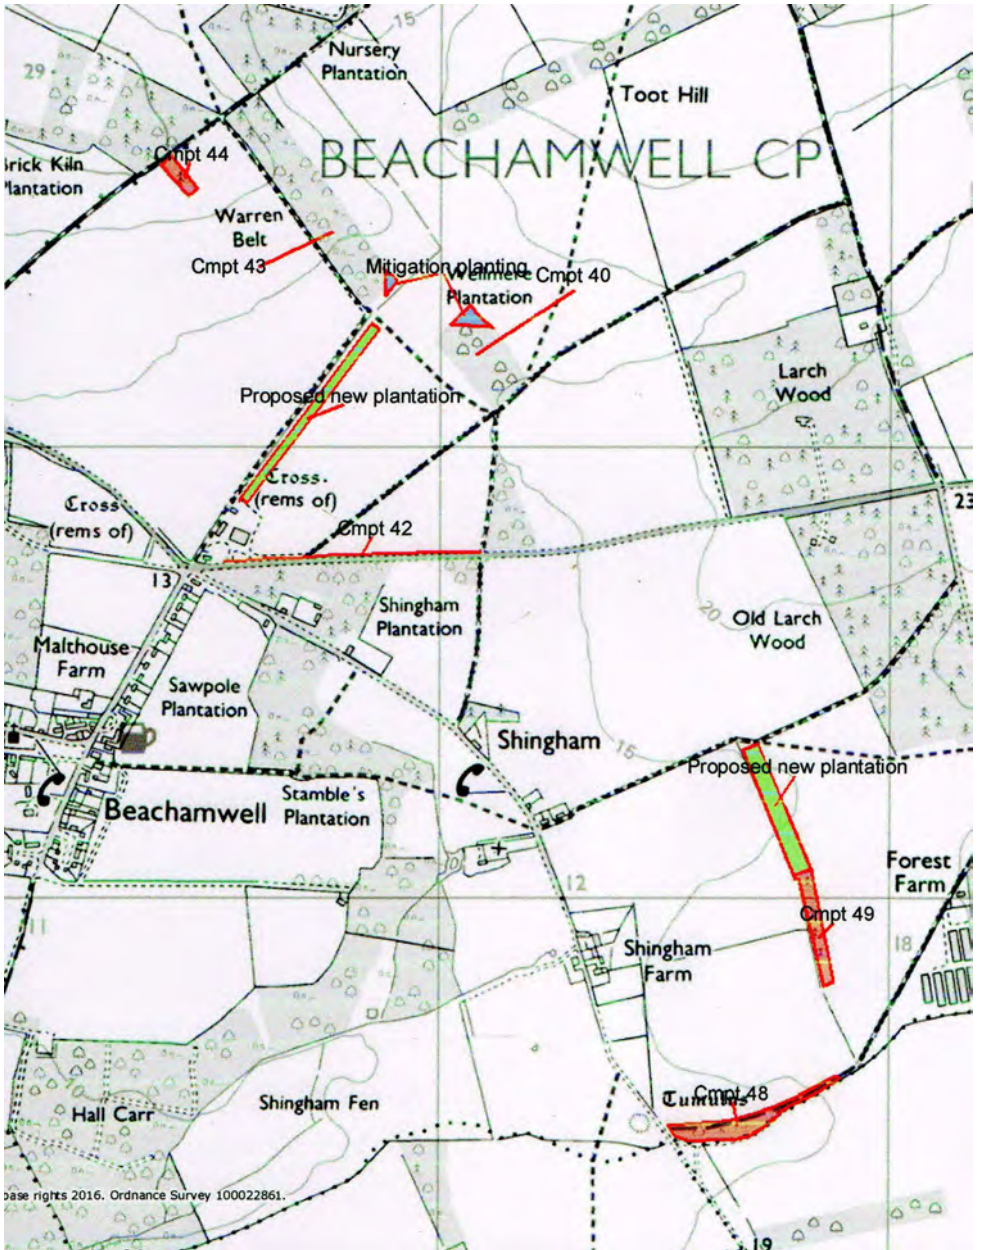 15
Nursery
Plantation
29
Toot Hill
BEACHAMWELL CP
Cmpt 44
Brick Kiln
Plantation
Warren
Belt
Cmpt 43
Mitigation planting
Wellmere
Plantation
Cmpt 40
Larch
Wood
Proposed new plantation
Cross.
(rems of)
Cross
(rems of)
23
Cmpt 42
13
Shingham
Plantation
20
Old Larch
Wood
Malthouse
Farm
Sawpole
Plantation
Shingham
15
Proposed new plantation
Stamble's
Plantation
Beachamwell
10
Forest
Farm
12
11
Cmpt 49
Shingham
Farm
18
Cmpt 48
Tumulus
Hall Carr
Shingham Fen
10
base rights 2016. Ordnance Survey 100022861.
19